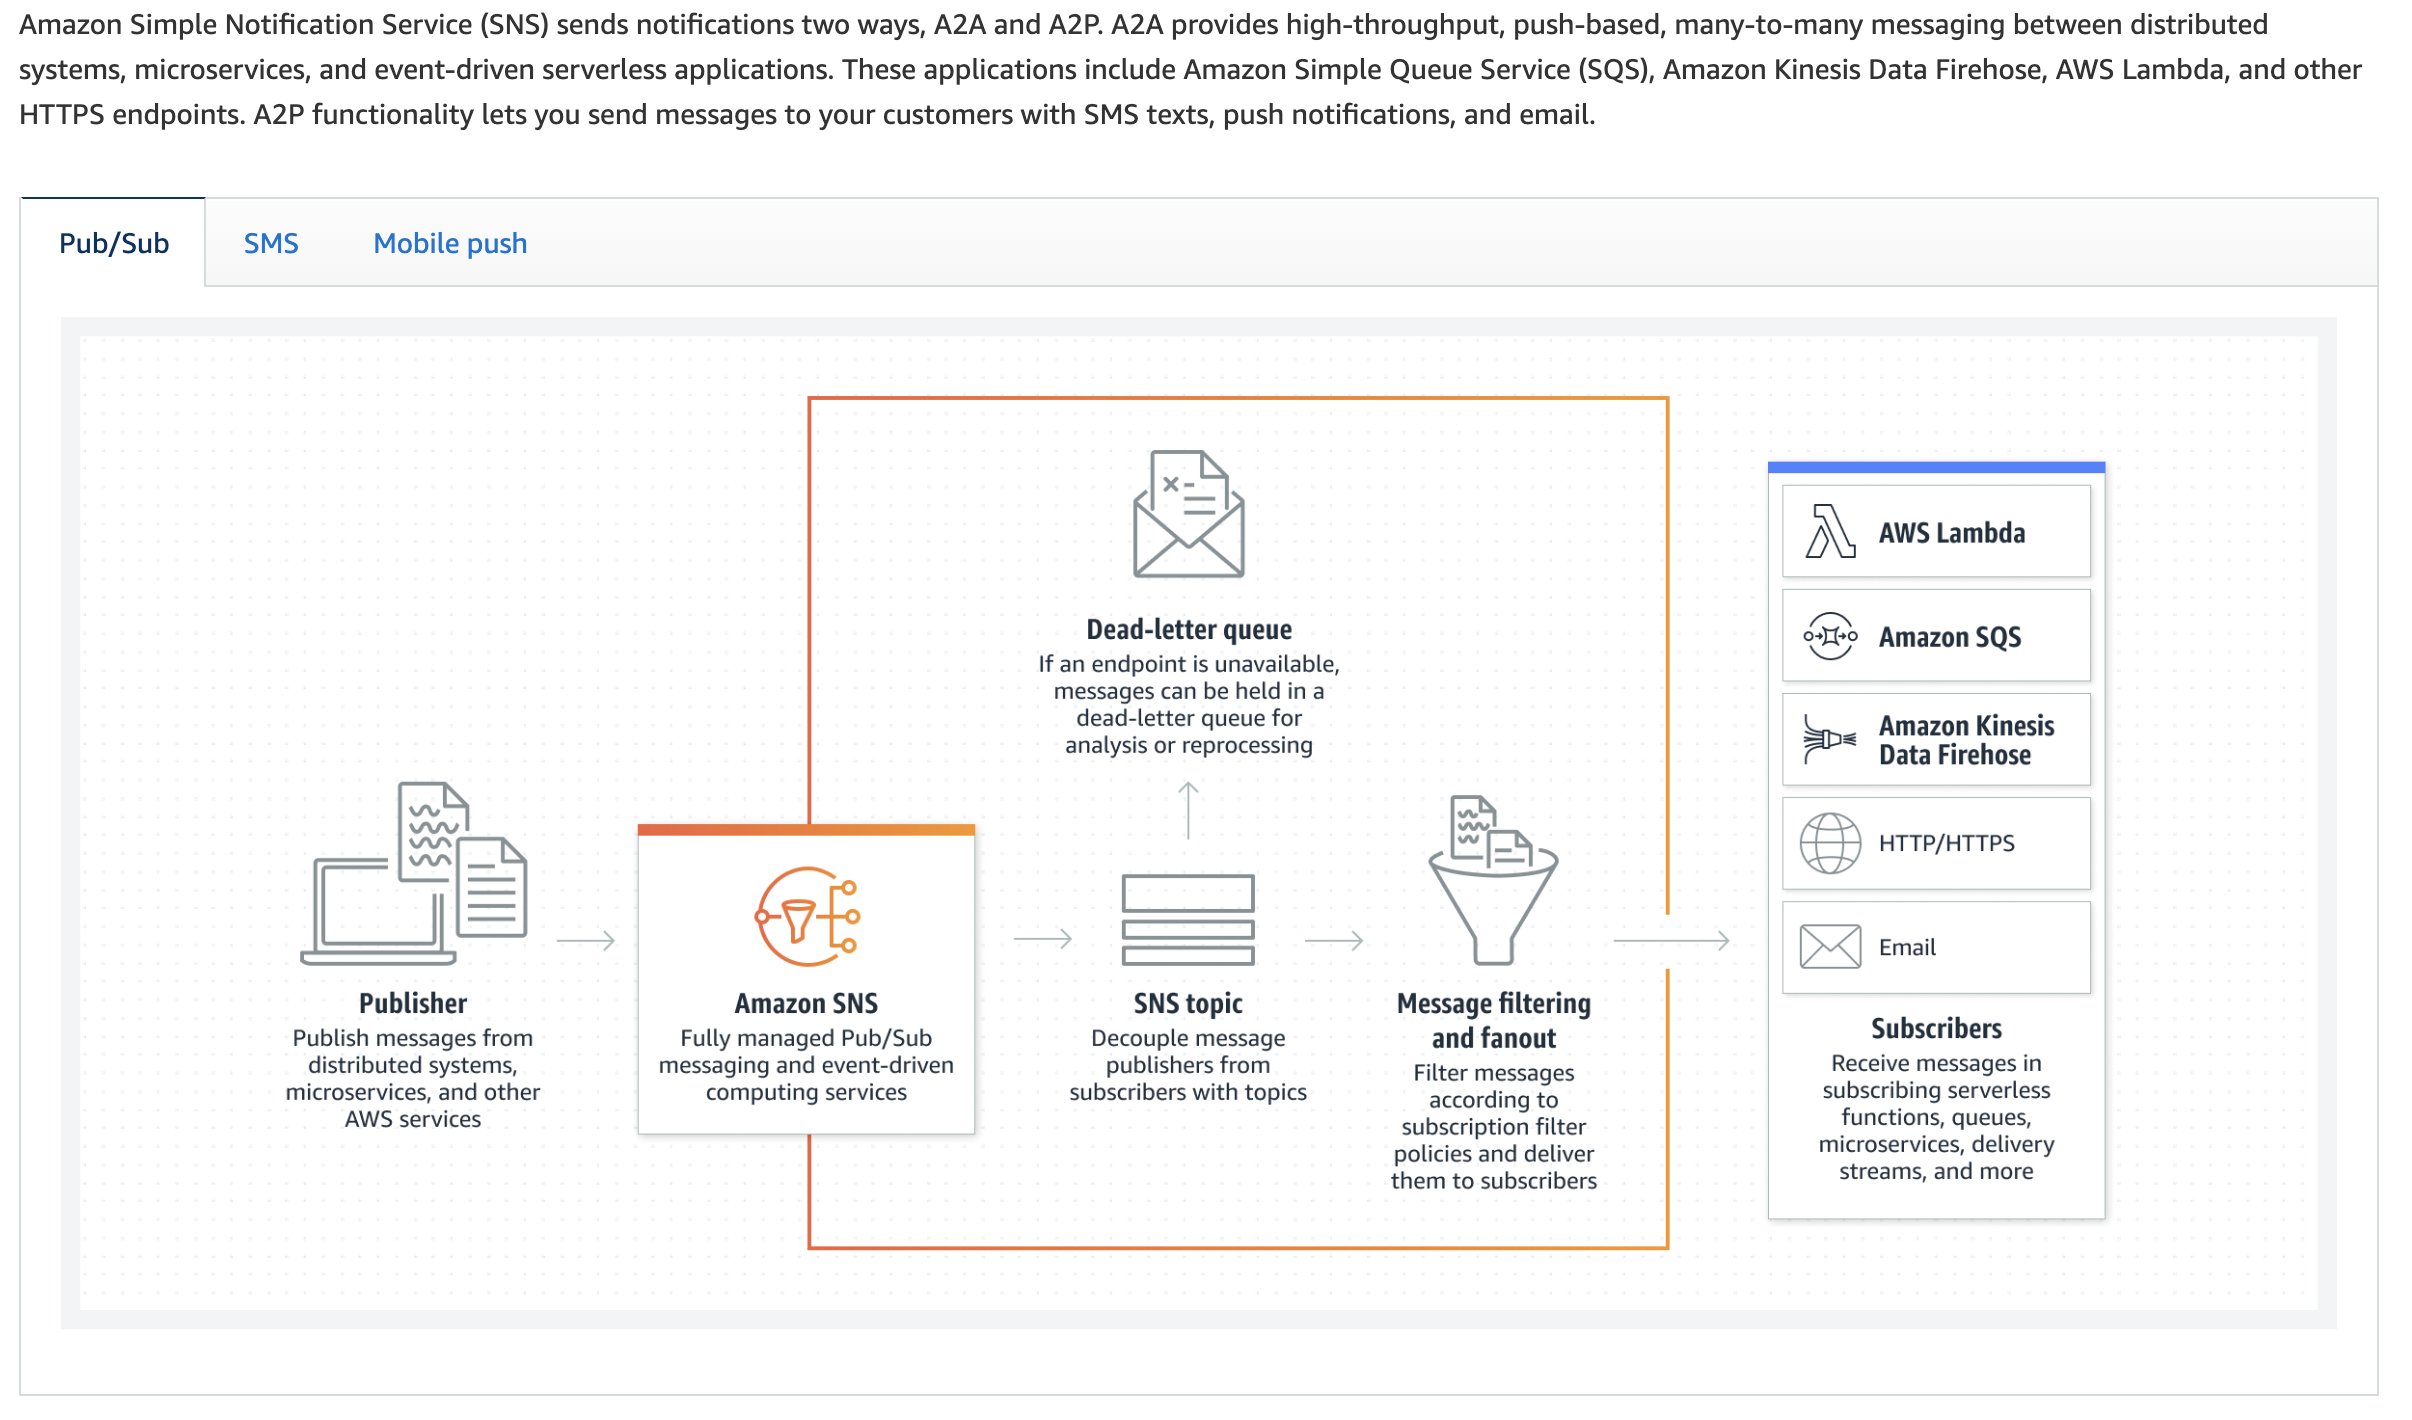 Amazon Simple Notification Service (SNS) sends notifications two ways, A2A and A2P. A2A provides high-throughput, push-based, many-to-many messaging between distributed
systems, microservices, and event-driven serverless applications. These applications include Amazon Simple Queue Service (SQS), Amazon Kinesis Data Firehose, AWS Lambda, and other
HTTPS endpoints. A2P functionality lets you send messages to your customers with SMS texts, push notifications, and email.
Pub/Sub
SMS
Mobile push
Publisher
Publish messages from
distributed systems,
microservices, and other
AWS services
Amazon SNS
Fully managed Pub/Sub
messaging and event-driven
computing services
Dead-letter queue
If an endpoint is unavailable,
messages can be held in a
dead-letter queue for
analysis or reprocessing
SNS topic
Decouple message
publishers from
subscribers with topics
Message filtering
and fanout
Filter messages
according to
subscription filter
policies and deliver
them to subscribers
AWS Lambda
Amazon SQS
Amazon Kinesis
Data Firehose
HTTP/HTTPS
Email
Subscribers
Receive messages in
subscribing serverless
functions, queues,
microservices, delivery
streams, and more